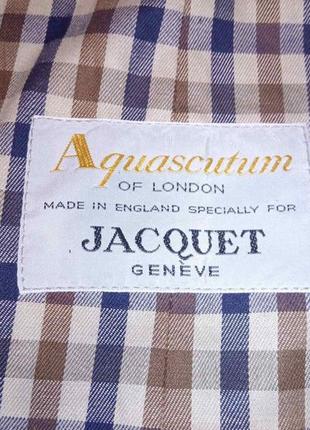 Aquascutum
OF LONDON
MADE IN ENGLAND SPECIALLY FOR
JACQUET
GENÈVE